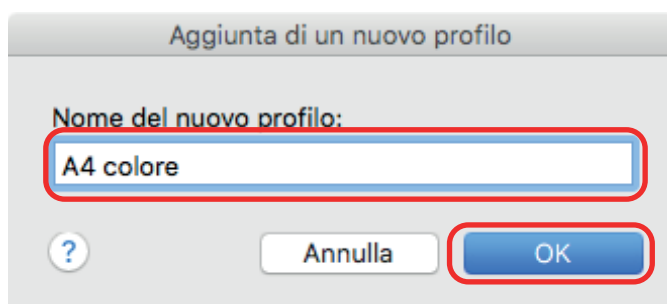 Aggiunta di un nuovo profilo
Nome del nuovo profilo:
A4 colore
? Annulla OK